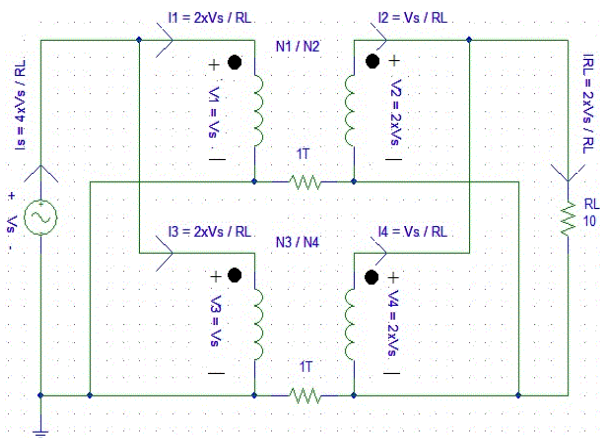 I1 = 2xVs / RL
I2 = Vs / RL
N1 / N2
Is = 4xVs / RL
+
V1 = Vs
+
V2 = 2xVs
IRL = 2xVs / RL
1T
+
Vs
-
RL
10
I3 = 2xVs / RL
I4 = Vs / RL
N3 / N4
+
V3 = Vs
+
V4 = 2xVs
1T